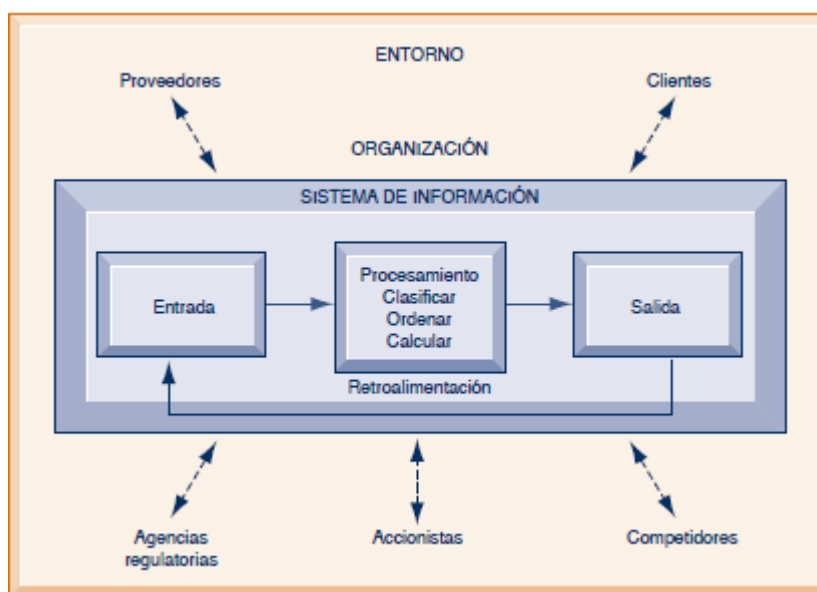 ENTORNO
Proveedores
Clientes
ORGANIZACIÓN
SISTEMA DE INFORMACIÓN
Entrada
Procesamiento
Clasificar
Ordenar
Calcular
Salida
Retroalimentación
Agencias
regulatorias
Accionistas
Competidores